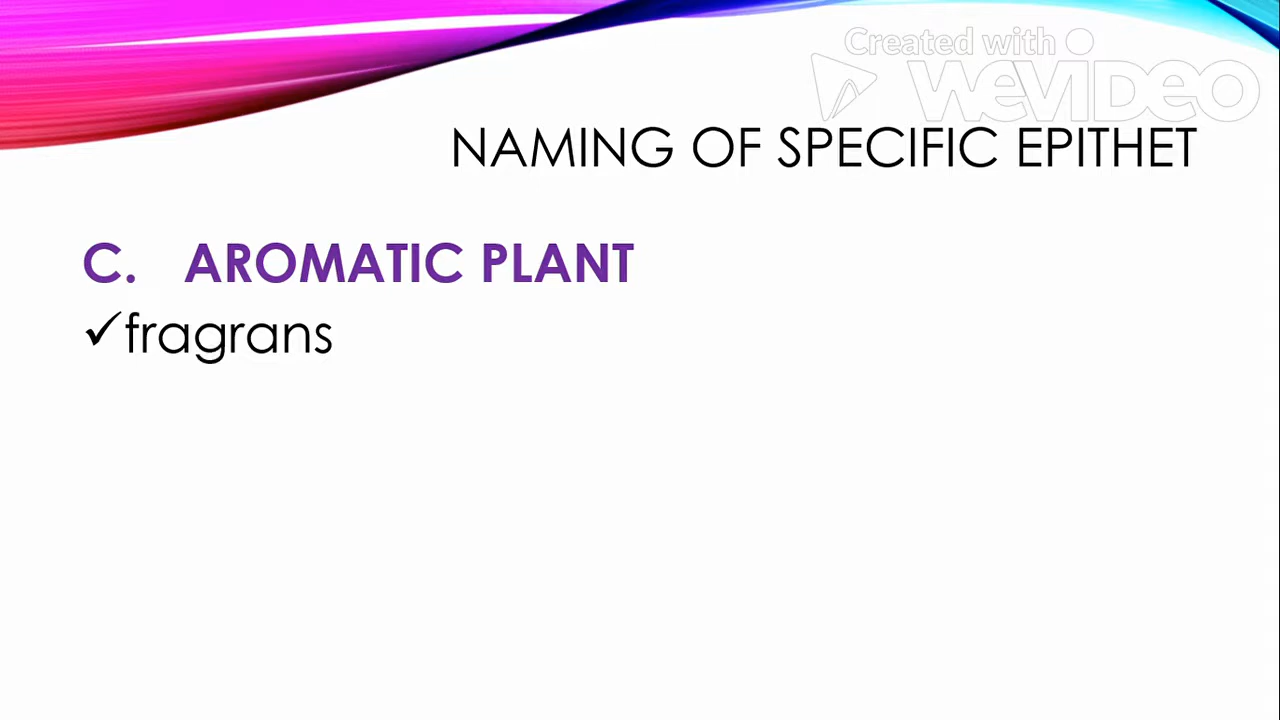 Created with
WEVIDEO
NAMING OF SPECIFIC EPITHET
C. AROMATIC PLANT
✓fragrans